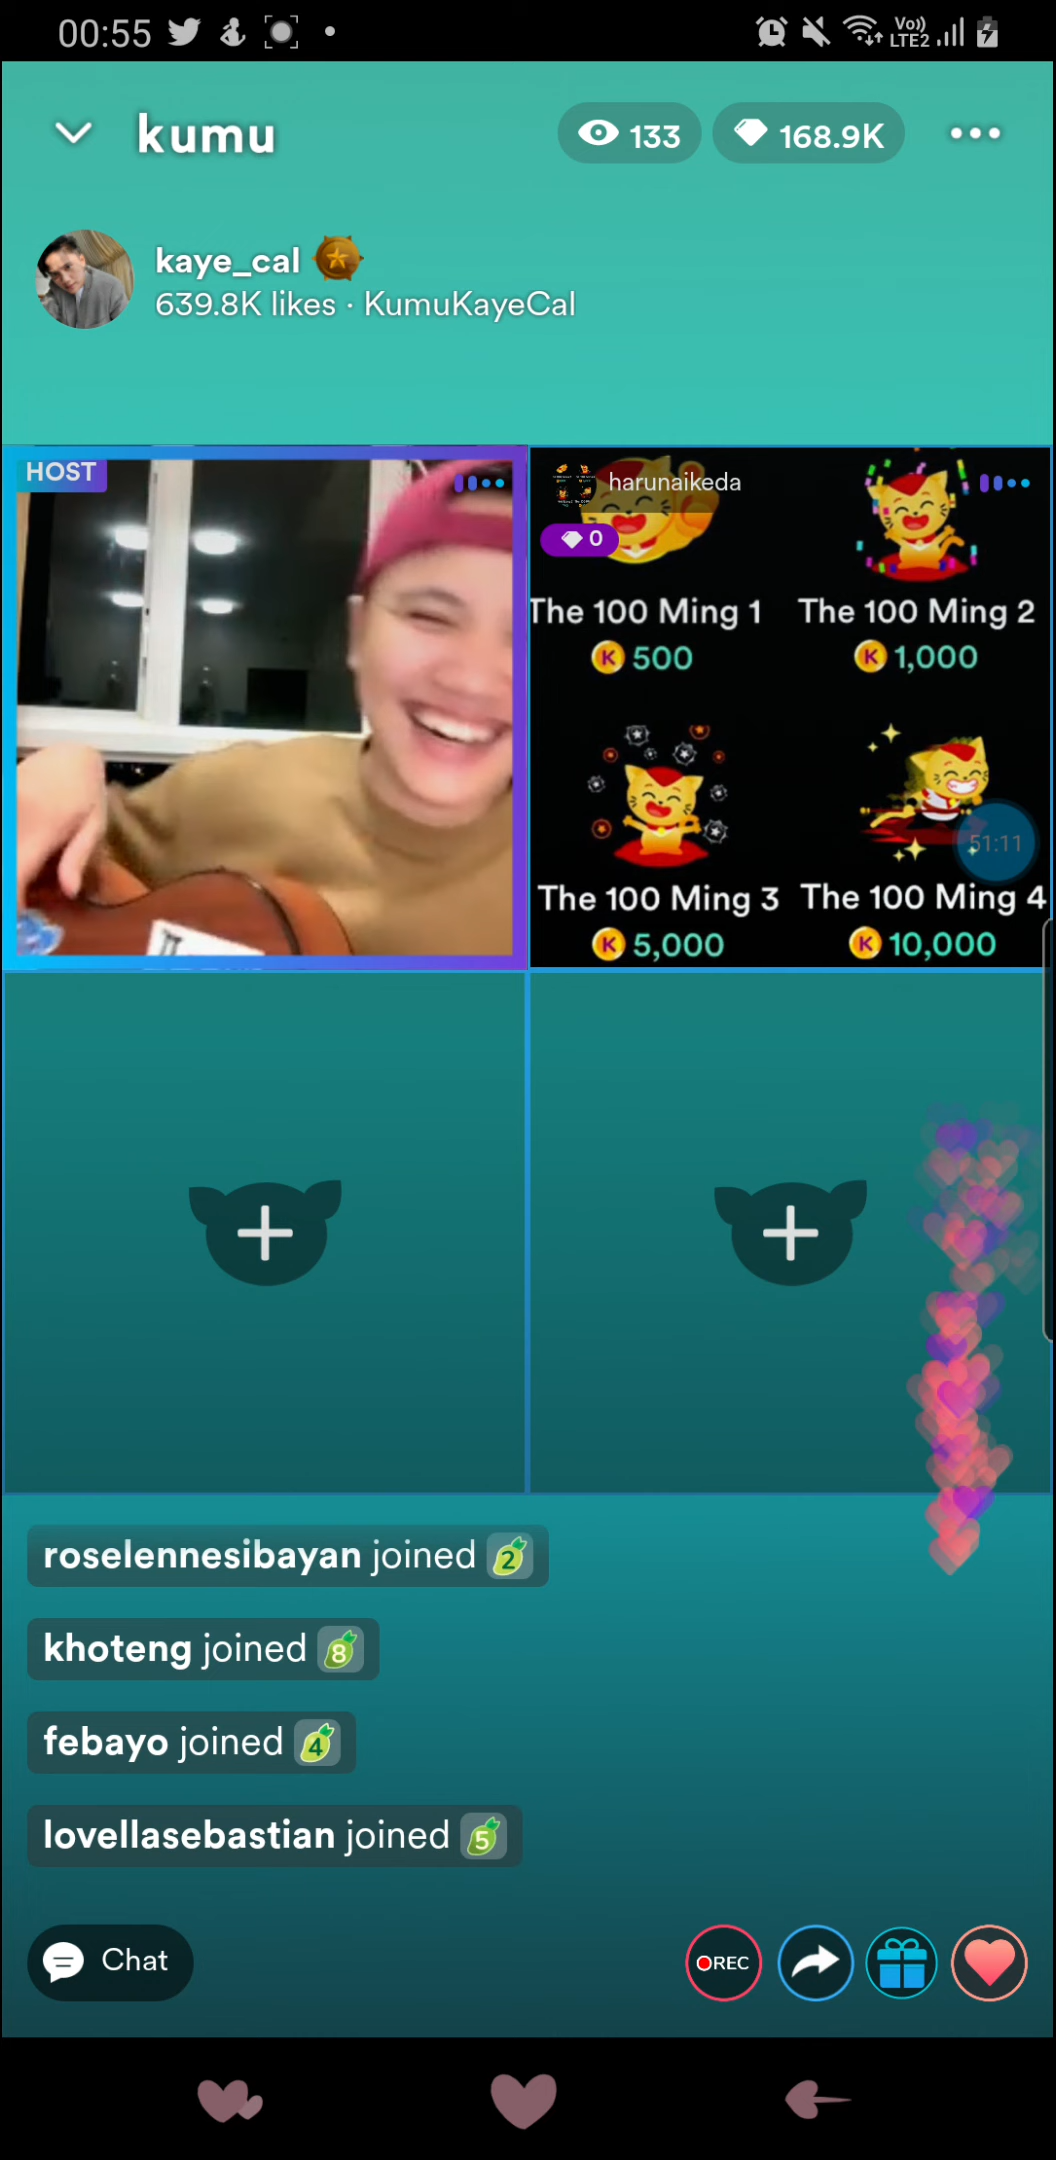 00:55
Vo)) LTE2
kumu
133
168.9K
kaye_cal
639.8K likes · KumuKayeCal
HOST
harunaikeda
0
The 100 Ming 1
The 100 Ming 2
K 500
K 1,000
51:11
The 100 Ming 3
The 100 Ming 4
K 5,000
K 10,000
roselennesibayan joined 2
khoteng joined 8
febayo joined 4
lovellasebastian joined 5
Chat
REC